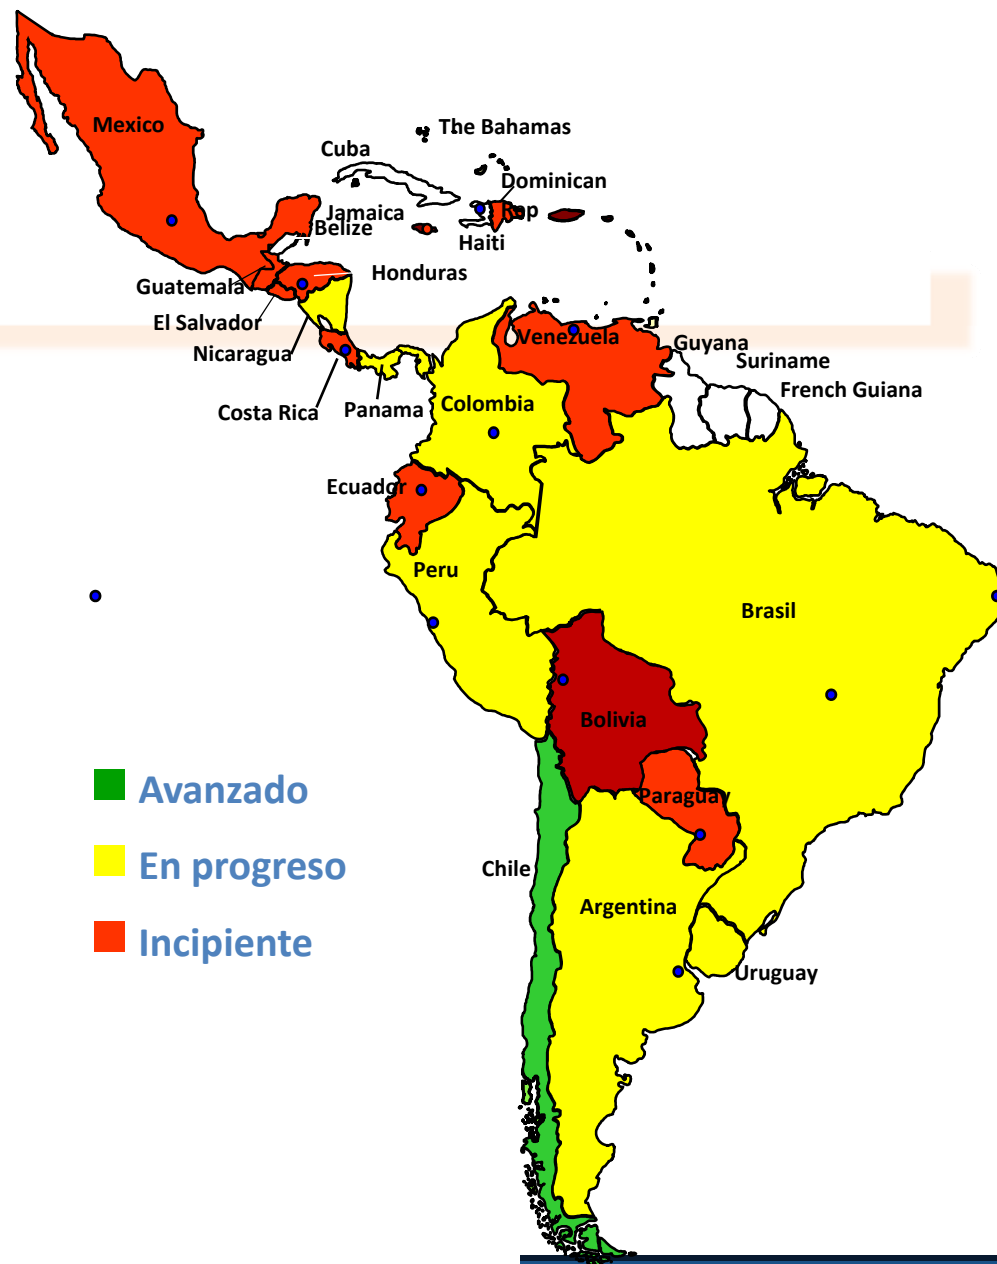 Mexico
The Bahamas
Cuba
Dominican
Rep
Jamaica
Belize
Haiti
Honduras
Guatemala
El Salvador
Nicaragua
Venezuela
Guyana
Suriname
French Guiana
Costa Rica
Panama
Colombia
Ecuador
Peru
Brasil
Bolivia
Paraguay
Chile
Argentina
Uruguay
Avanzado
En progreso
Incipiente